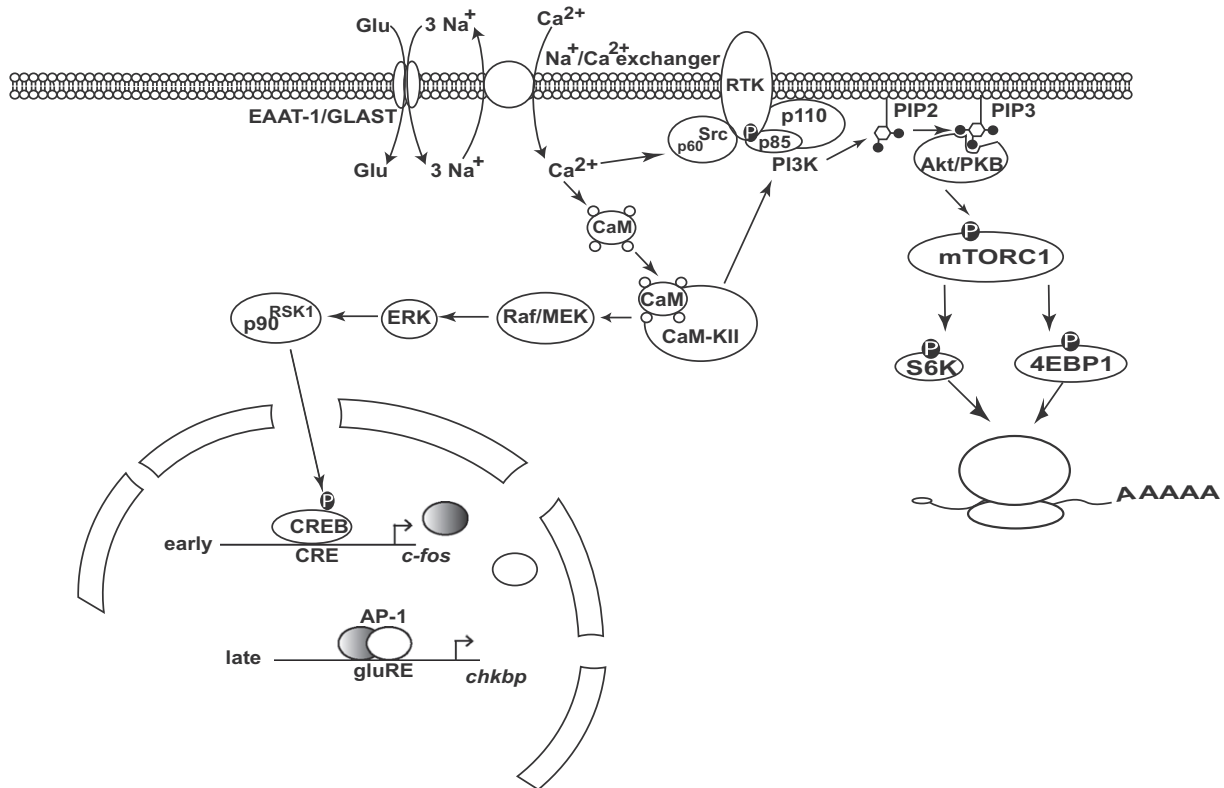 Glu
3 Na+
Ca2+
Na+/Ca2+exchanger
RTK
EAAT-1/GLAST
p110
PIP2
PIP3
p60Src
P
p85
PI3K
Akt/PKB
Glu
3 Na+
Ca2+
CaM
P
mTORC1
CaM
CaM-KII
Raf/MEK
ERK
p90RSK1
P
S6K
P
4EBP1
AAAAA
P
CREB
early
CRE
c-fos
AP-1
late
gluRE
chkbp